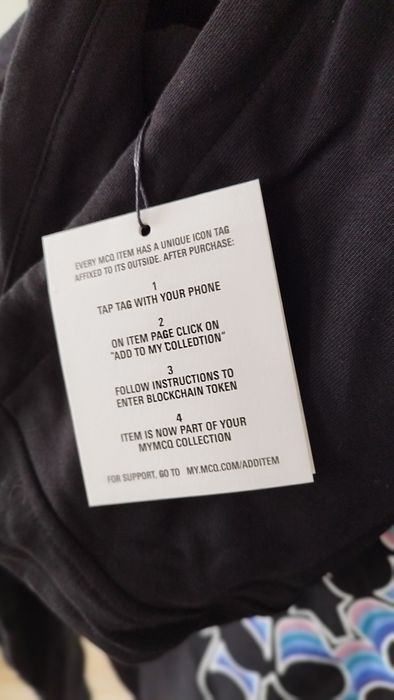 EVERY MCQ ITEM HAS A UNIQUE ICON TAG
AFFIXED TO ITS OUTSIDE. AFTER PURCHASE:
1
TAP TAG WITH YOUR PHONE
2
ON ITEM PAGE CLICK ON
"ADD TO MY COLLEDTION"
3
FOLLOW INSTRUCTIONS TO
ENTER BLOCKCHAIN TOKEN
4
ITEM IS NOW PART OF YOUR
MYMCQ COLLECTION
FOR SUPPORT, GO TO MY.MCQ.COM/ADDITEM